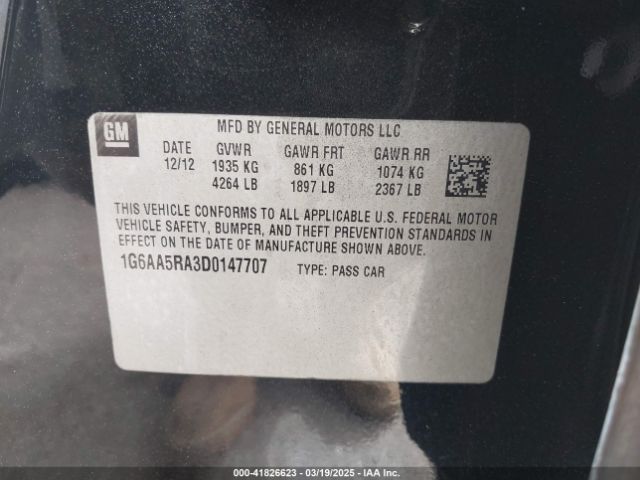 GM
MFD BY GENERAL MOTORS LLC
DATE GVWR GAWR FRT GAWR RR
12/12 1935 KG 861 KG 1074 KG
4264 LB 1897 LB 2367 LB
THIS VEHICLE CONFORMS TO ALL APPLICABLE U.S. FEDERAL MOTOR
VEHICLE SAFETY, BUMPER, AND THEFT PREVENTION STANDARDS IN
EFFECT ON THE DATE OF MANUFACTURE SHOWN ABOVE.
1G6AA5RA3D0147707 TYPE: PASS CAR
000-41826623 - 03/19/2025 - IAA Inc.